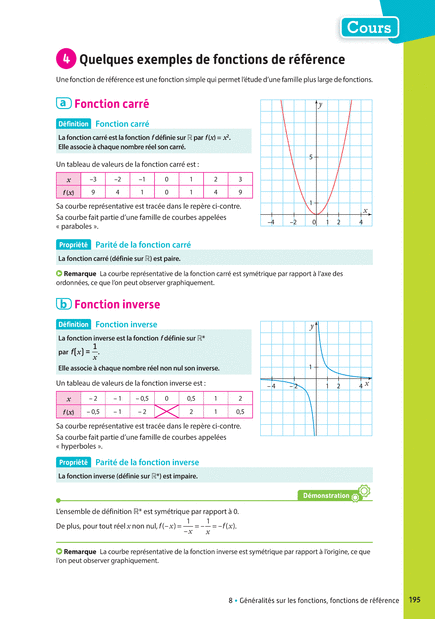 Cours
4 Quelques exemples de fonctions de référence
Une fonction de référence est une fonction simple qui permet l'étude d'une famille plus large de fonctions.
a Fonction carré
Définition Fonction carré
La fonction carré est la fonction f définie sur ℝ par f(x) = x².
Elle associe à chaque nombre réel son carré.
Un tableau de valeurs de la fonction carré est :
x –3 –2 –1 0 1 2 3
f(x) 9 4 1 0 1 4 9
Sa courbe représentative est tracée dans le repère ci-contre.
Sa courbe fait partie d'une famille de courbes appelées
« paraboles ».
y
5
1
x
–4 –2 0 1 2 4
Propriété Parité de la fonction carré
La fonction carré (définie sur ℝ) est paire.
Remarque La courbe représentative de la fonction carré est symétrique par rapport à l'axe des
ordonnées, ce que l'on peut observer graphiquement.
b Fonction inverse
Définition Fonction inverse
La fonction inverse est la fonction f définie sur ℝ*
par f(x) = 1/x.
Elle associe à chaque nombre réel non nul son inverse.
Un tableau de valeurs de la fonction inverse est :
x –2 –1 –0,5 0 0,5 1 2
f(x) –0,5 –1 –2 2 1 0,5
Sa courbe représentative est tracée dans le repère ci-contre.
Sa courbe fait partie d'une famille de courbes appelées
« hyperboles ».
y
1
–4 –2 1 2 4 x
Propriété Parité de la fonction inverse
La fonction inverse (définie sur ℝ*) est impaire.
Démonstration
L'ensemble de définition ℝ* est symétrique par rapport à 0.
De plus, pour tout réel x non nul, f(–x) = 1/–x = –1/x = –f(x).
Remarque La courbe représentative de la fonction inverse est symétrique par rapport à l'origine, ce que
l'on peut observer graphiquement.
8 • Généralités sur les fonctions, fonctions de référence 195